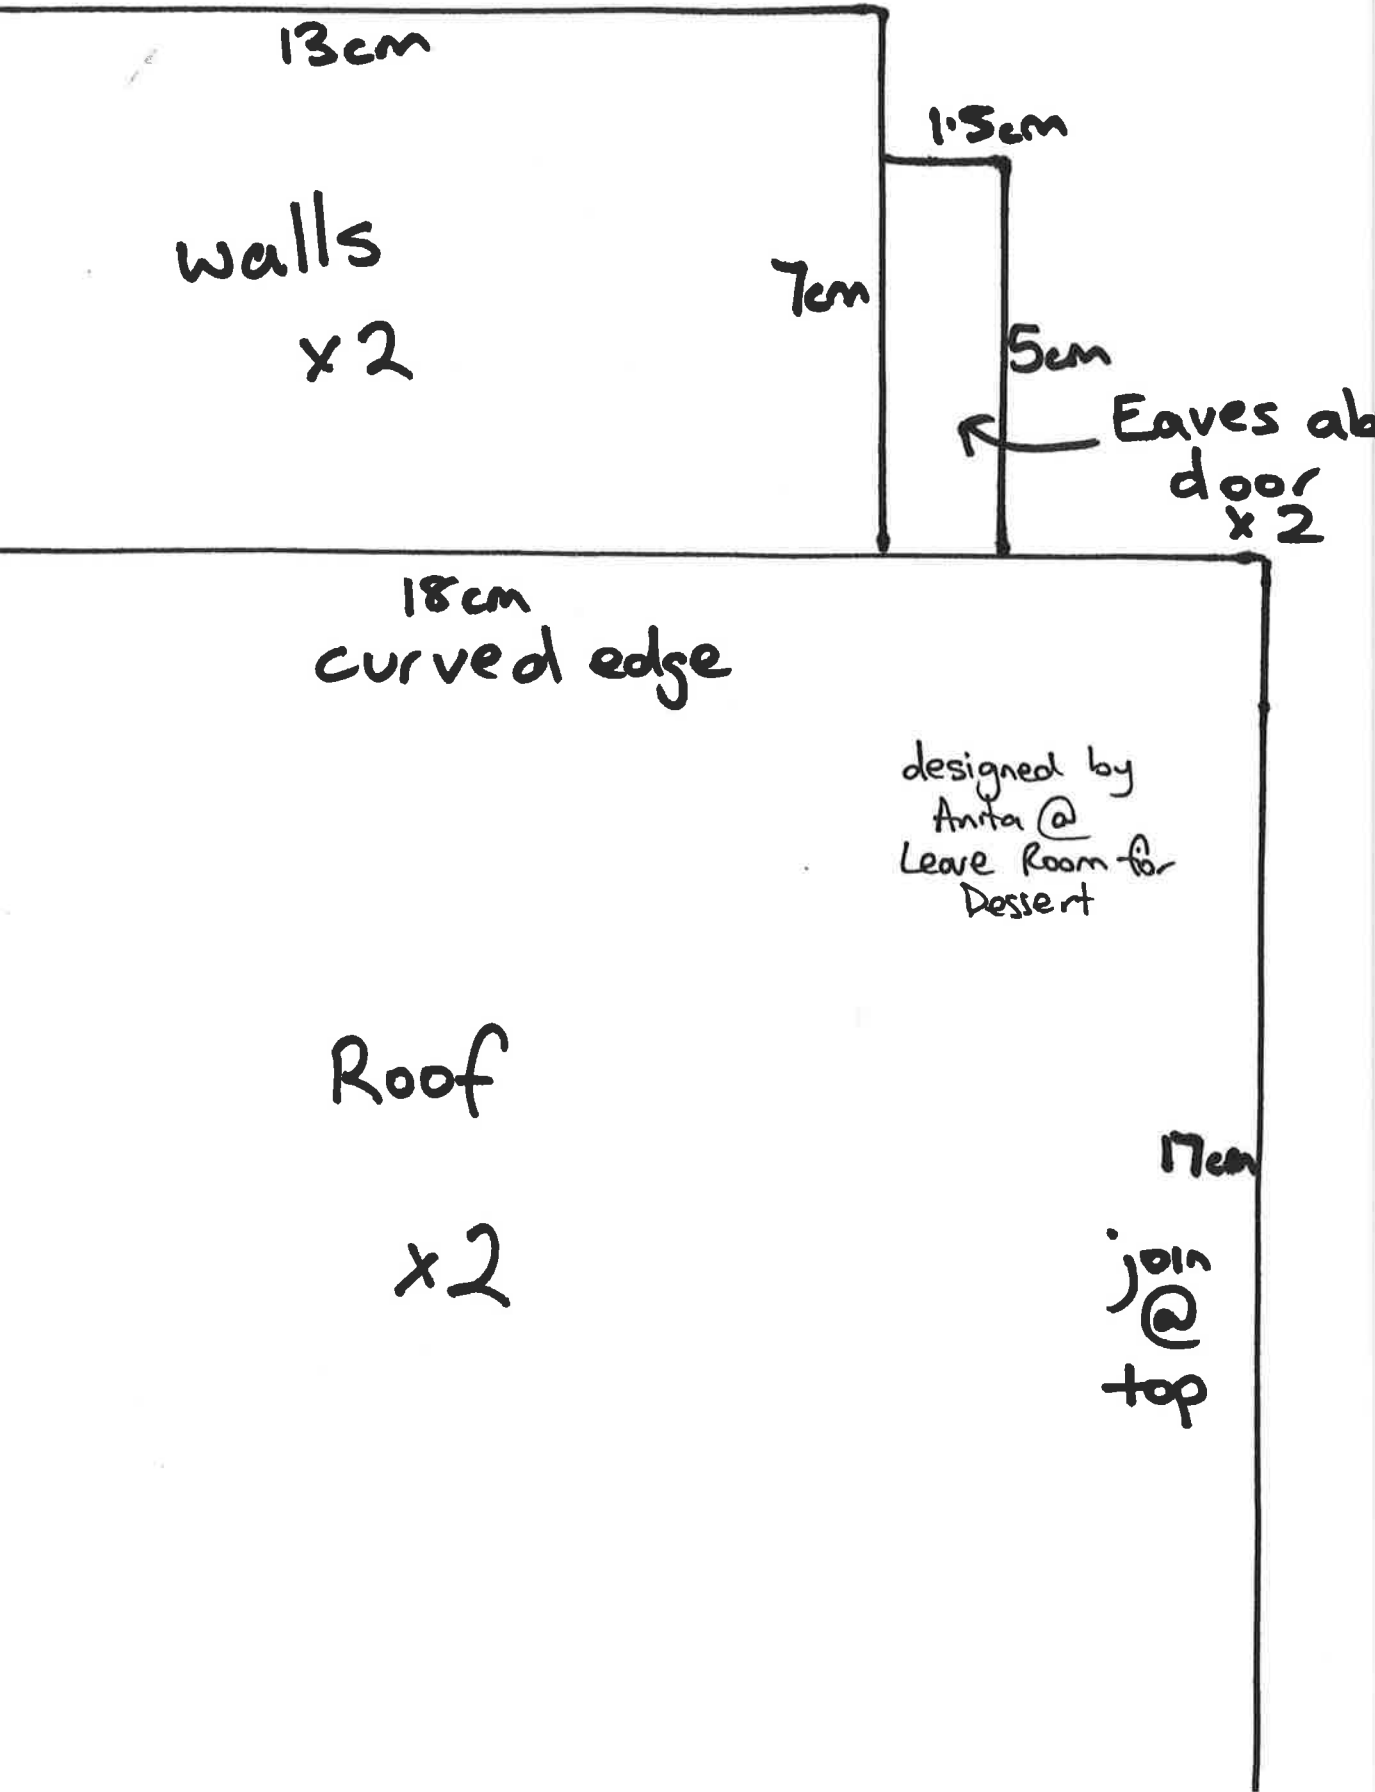 13cm
1.5cm
walls
x 2
7cm
5cm
Eaves ab
door
x 2
18cm
curved edge
designed by
Anita @
Leave Room for
Dessert
Roof
x2
17cm
join
@
top